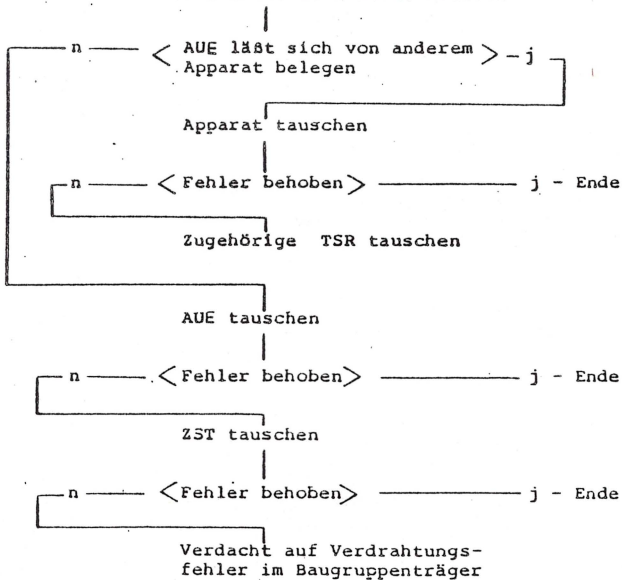 n < AUE läßt sich von anderem > - j
Apparat belegen
Apparat tauschen
n < Fehler behoben > j - Ende
Zugehörige TSR tauschen
AUE tauschen
n < Fehler behoben > j - Ende
ZST tauschen
n < Fehler behoben > j - Ende
Verdacht auf Verdrahtungs-
fehler im Baugruppenträger